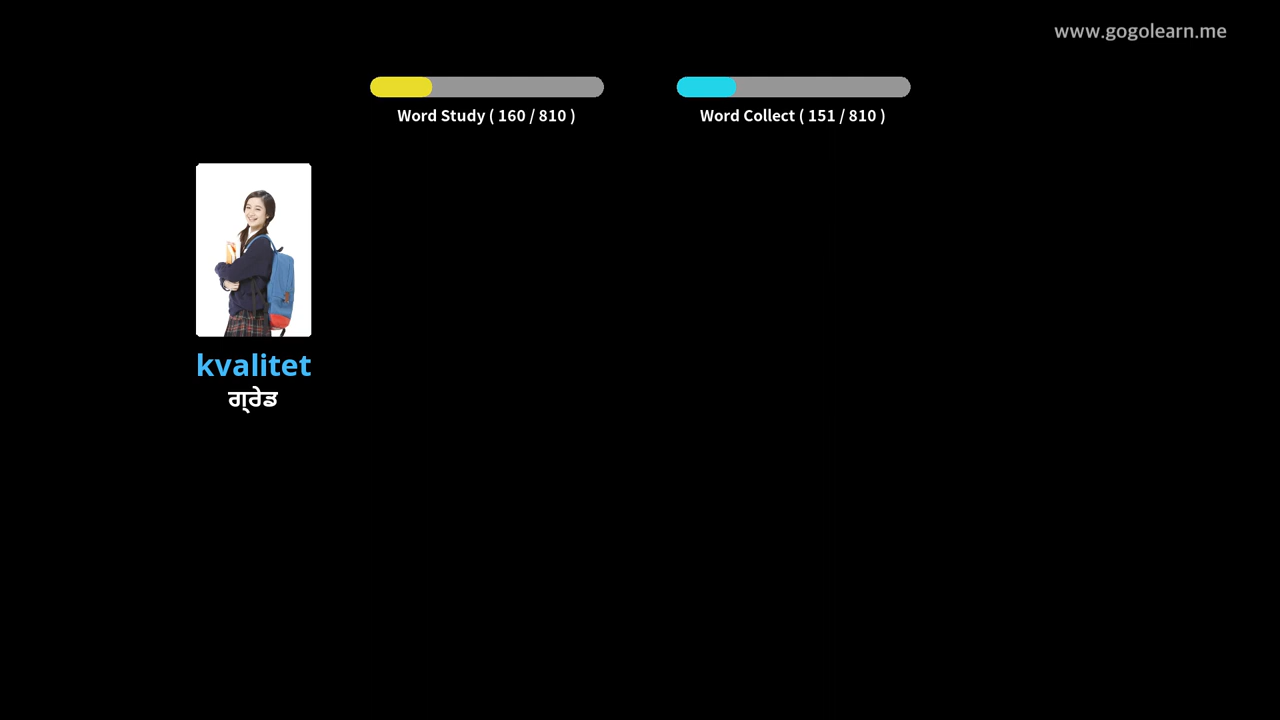 www.gogolearn.me
Word Study ( 160 / 810 )
Word Collect ( 151 / 810 )
kvalitet
ਗ੍ਰੇਡ